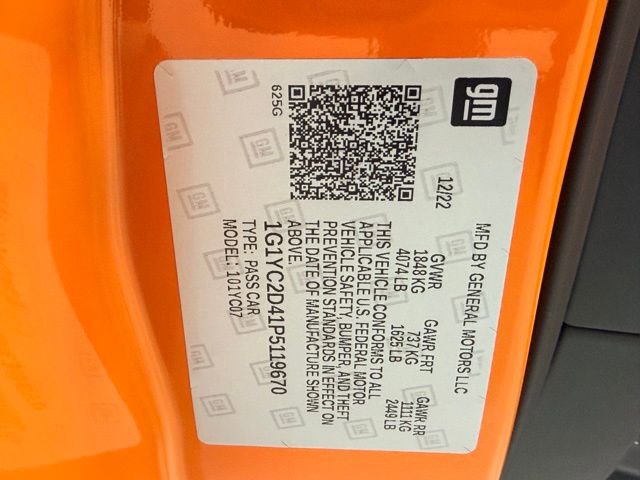 gm
MFD BY GENERAL MOTORS LLC
12/22
GVWR GAWR FRT GAWR RR
1848 KG 737 KG 1111 KG
4074 LB 1625 LB 2449 LB
THIS VEHICLE CONFORMS TO ALL
APPLICABLE U.S. FEDERAL MOTOR
VEHICLE SAFETY, BUMPER, AND THEFT
PREVENTION STANDARDS IN EFFECT ON
THE DATE OF MANUFACTURE SHOWN
ABOVE.
1G1YC2D41P5119670
TYPE: PASS CAR
MODEL: 101YC07
625G